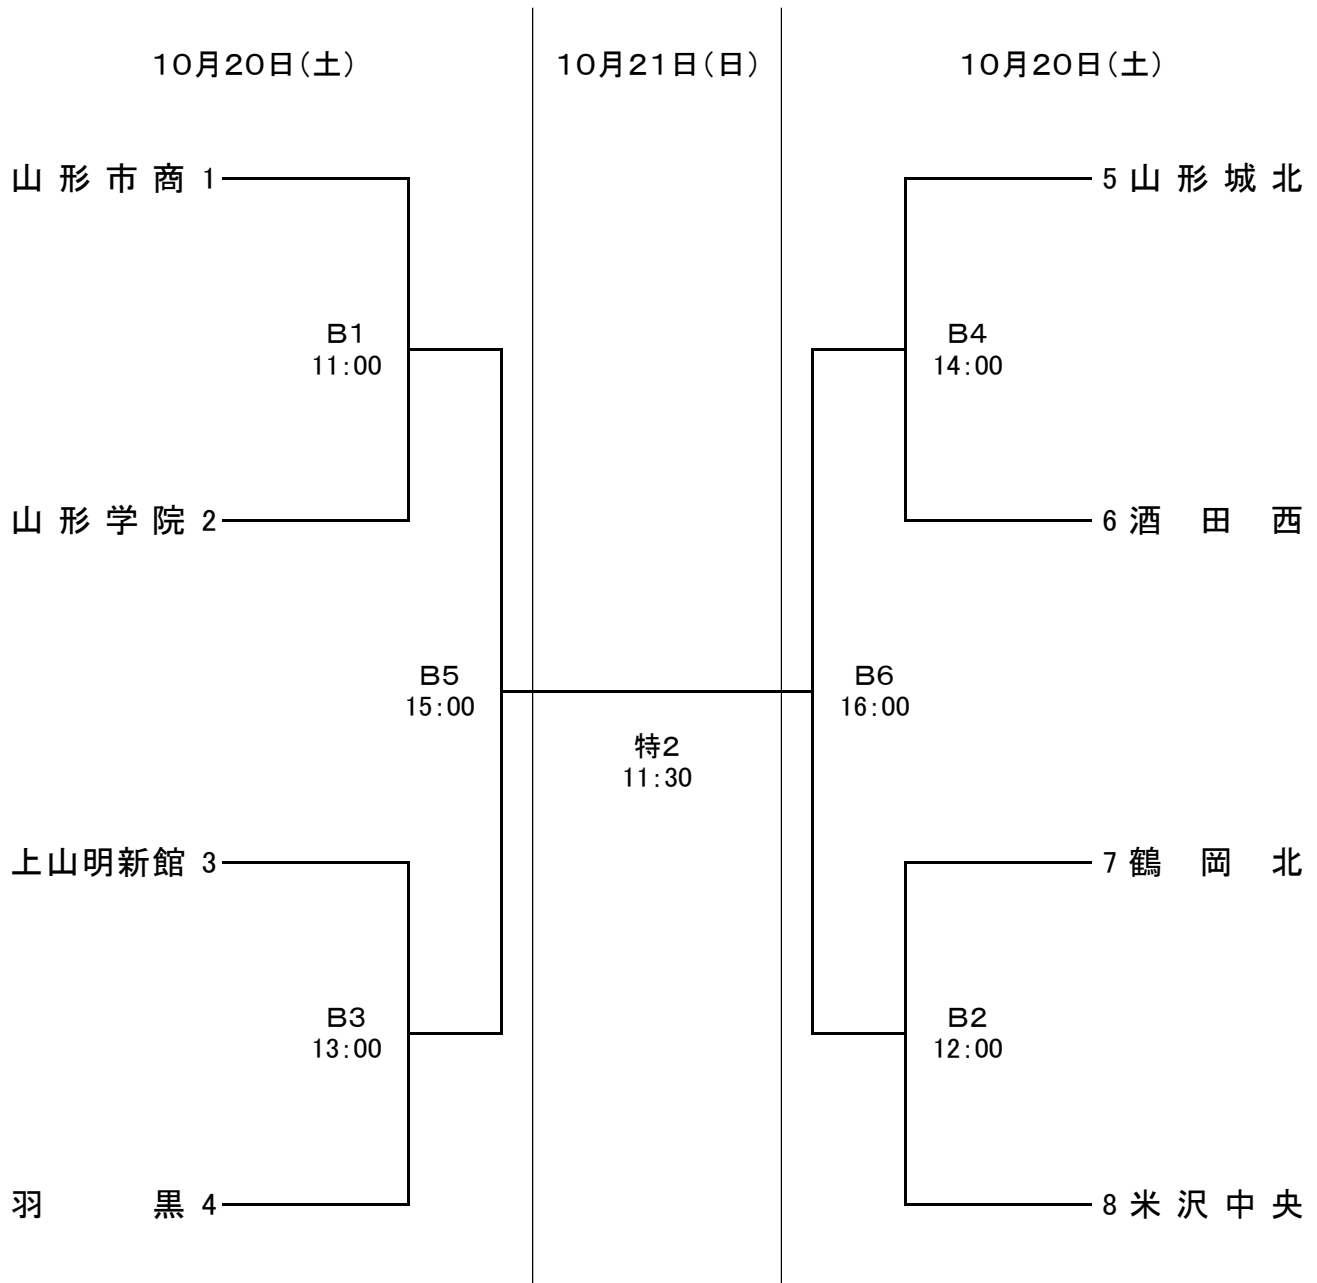 10月20日(土) 10月21日(日) 10月20日(土)
山形市商 1 5 山形城北
B1 B4
11:00 14:00
山形学院 2 6 酒田西
B5 B6
15:00 16:00
特2
11:30
上山明新館 3 7 鶴岡北
B3 B2
13:00 12:00
羽黒 4 8 米沢中央